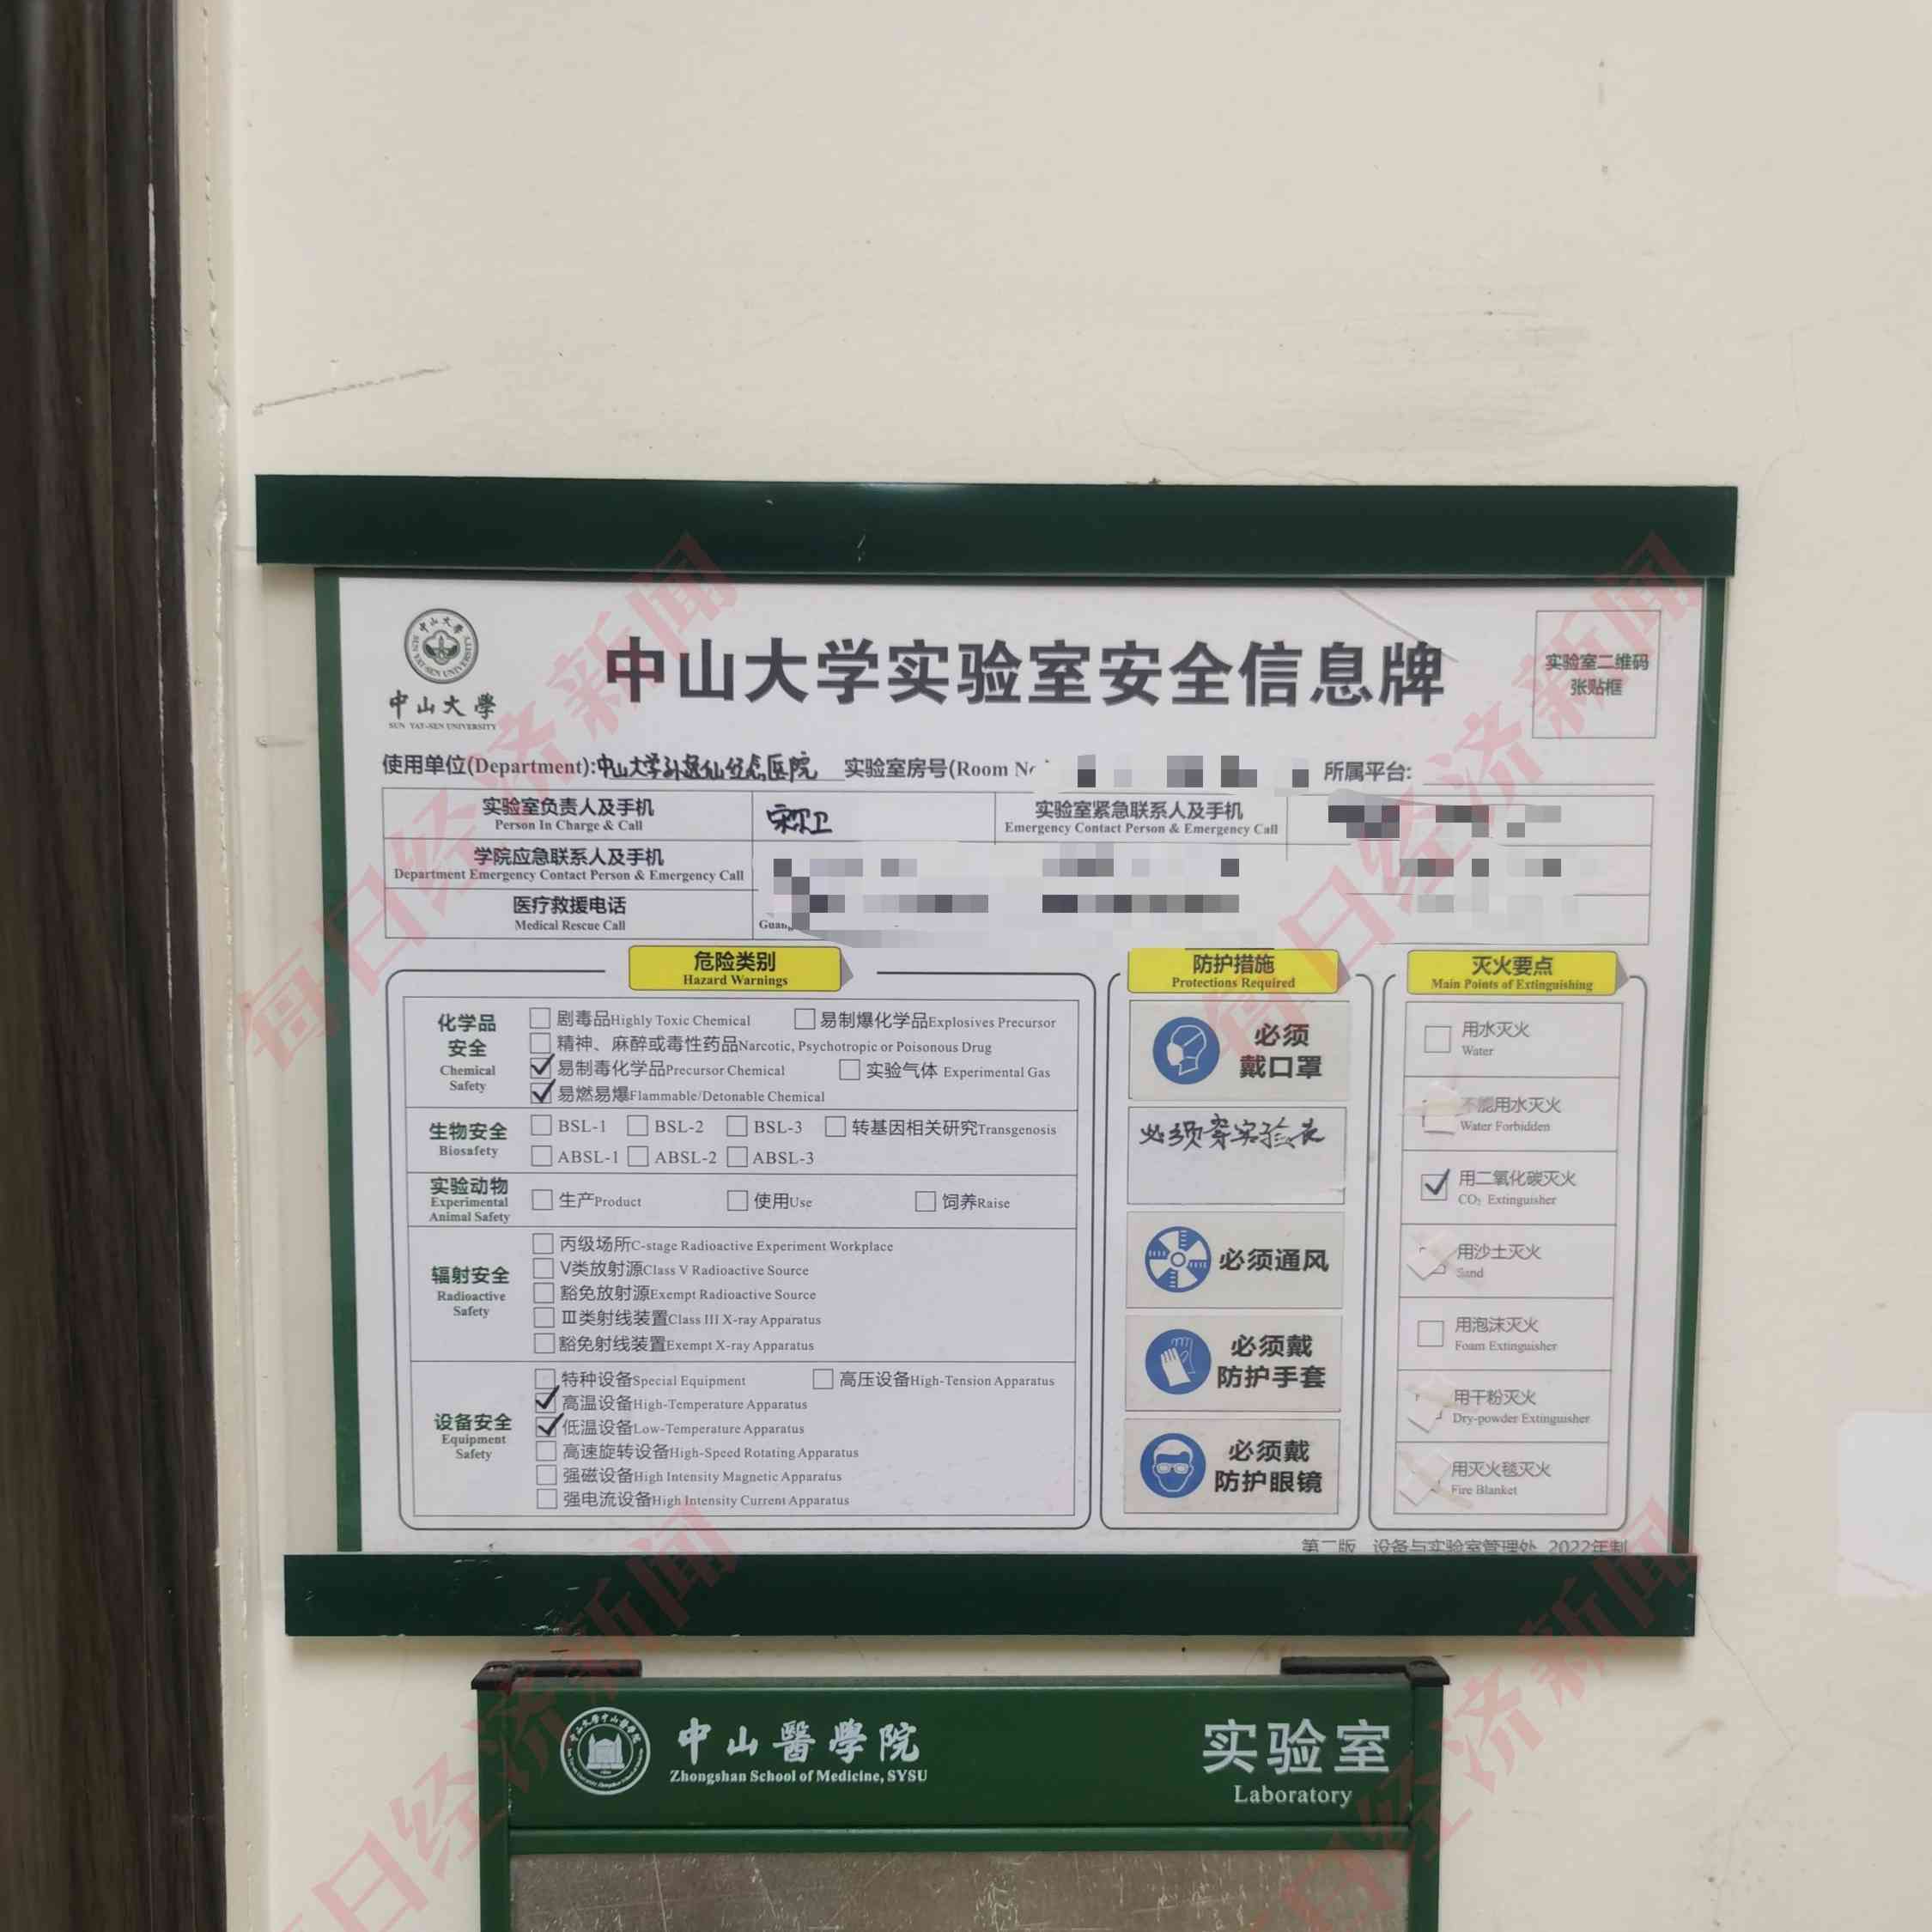 中山大學
SUN YAT-SEN UNIVERSITY
中山大学实验室安全信息牌
实验室二维码
张贴框
使用单位(Department):中山大学孙逸仙纪念医院 实验室房号(Room No 所属平台:
实验室负责人及手机
Person In Charge & Call
宋尔卫
实验室紧急联系人及手机
Emergency Contact Person & Emergency Call
学院应急联系人及手机
Department Emergency Contact Person & Emergency Call
医疗救援电话
Medical Rescue Call
危险类别
Hazard Warnings
化学品
安全
Chemical
Safety
剧毒品Highly Toxic Chemical 易制爆化学品Explosives Precursor
精神、麻醉或毒性药品Narcotic, Psychotropic or Poisonous Drug
易制毒化学品Precursor Chemical 实验气体 Experimental Gas
易燃易爆Flammable/Detonable Chemical
生物安全
Biosafety
BSL-1 BSL-2 BSL-3 转基因相关研究Transgenosis
ABSL-1 ABSL-2 ABSL-3
实验动物
Experimental
Animal Safety
生产Product 使用Use 饲养Raise
辐射安全
Radioactive
Safety
丙级场所C-stage Radioactive Experiment Workplace
V类放射源Class V Radioactive Source
豁免放射源Exempt Radioactive Source
Ⅲ类射线装置Class III X-ray Apparatus
豁免射线装置Exempt X-ray Apparatus
设备安全
Equipment
Safety
特种设备Special Equipment 高压设备High-Tension Apparatus
高温设备High-Temperature Apparatus
低温设备Low-Temperature Apparatus
高速旋转设备High-Speed Rotating Apparatus
强磁设备High Intensity Magnetic Apparatus
强电流设备High Intensity Current Apparatus
防护措施
Protections Required
必须
戴口罩
必须穿实验衣
必须通风
必须戴
防护手套
必须戴
防护眼镜
灭火要点
Main Points of Extinguishing
用水灭火
Water
不能用水灭火
Water Forbidden
用二氧化碳灭火
CO₂ Extinguisher
用沙土灭火
Sand
用泡沫灭火
Foam Extinguisher
用干粉灭火
Dry-powder Extinguisher
用灭火毯灭火
Fire Blanket
第二版 设备与实验室管理处 2022年制
中山醫學院
Zhongshan School of Medicine, SYSU
实验室
Laboratory
每日经济新闻
每日经济新闻
每日经济新闻
每日经济新闻